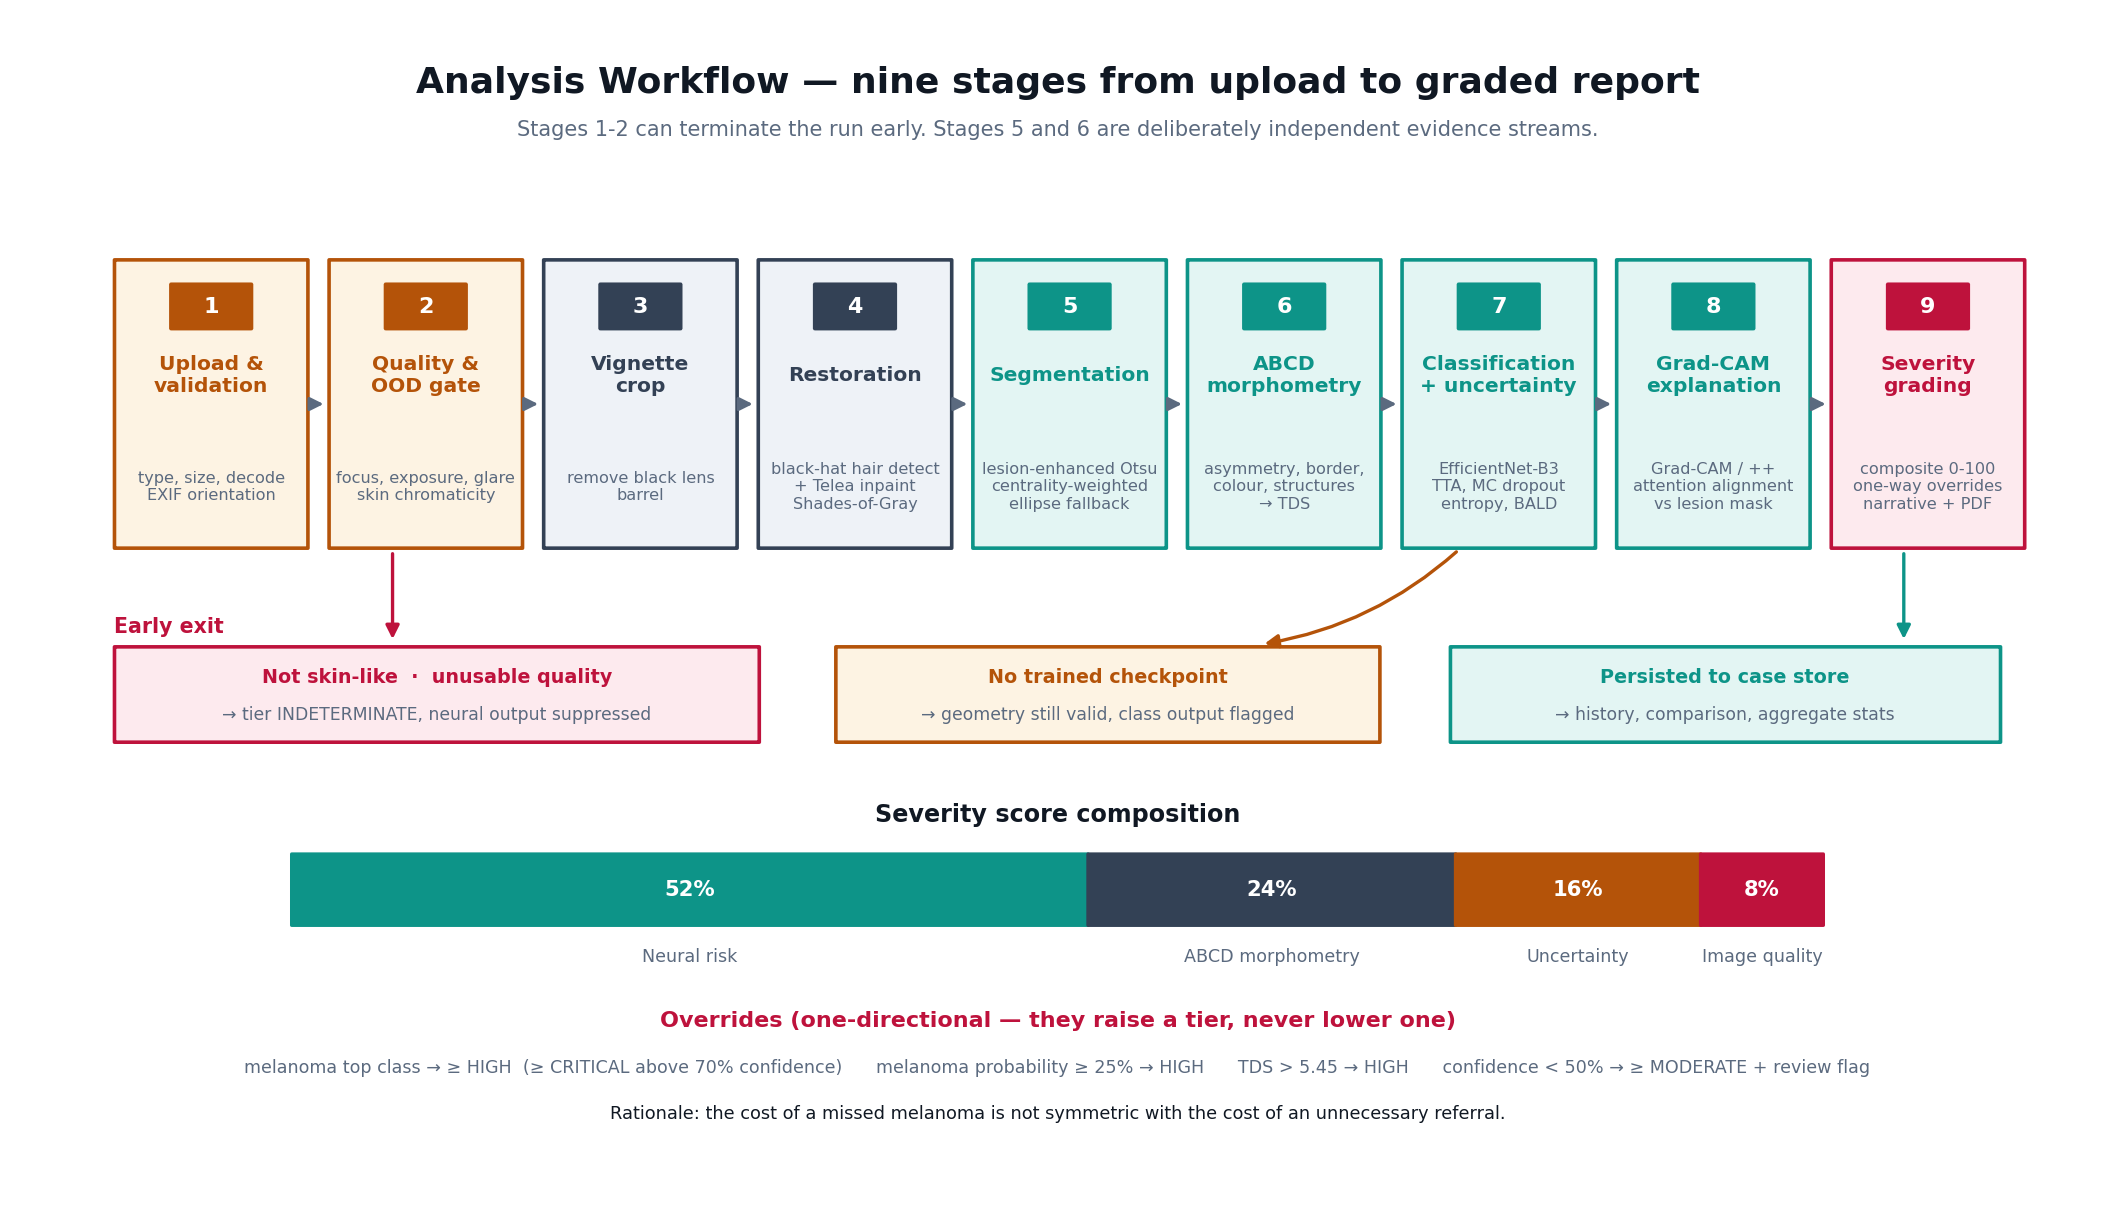 Analysis Workflow — nine stages from upload to graded report
Stages 1-2 can terminate the run early. Stages 5 and 6 are deliberately independent evidence streams.
1
Upload &
validation
type, size, decode
EXIF orientation
2
Quality &
OOD gate
focus, exposure, glare
skin chromaticity
3
Vignette
crop
remove black lens
barrel
4
Restoration
black-hat hair detect
+ Telea inpaint
Shades-of-Gray
5
Segmentation
lesion-enhanced Otsu
centrality-weighted
ellipse fallback
6
ABCD
morphometry
asymmetry, border,
colour, structures
→ TDS
7
Classification
+ uncertainty
EfficientNet-B3
TTA, MC dropout
entropy, BALD
8
Grad-CAM
explanation
Grad-CAM / ++
attention alignment
vs lesion mask
9
Severity
grading
composite 0-100
one-way overrides
narrative + PDF
Early exit
Not skin-like · unusable quality
→ tier INDETERMINATE, neural output suppressed
No trained checkpoint
→ geometry still valid, class output flagged
Persisted to case store
→ history, comparison, aggregate stats
Severity score composition
52%
24%
16%
8%
Neural risk
ABCD morphometry
Uncertainty
Image quality
Overrides (one-directional — they raise a tier, never lower one)
melanoma top class → ≥ HIGH (≥ CRITICAL above 70% confidence) melanoma probability ≥ 25% → HIGH TDS > 5.45 → HIGH confidence < 50% → ≥ MODERATE + review flag
Rationale: the cost of a missed melanoma is not symmetric with the cost of an unnecessary referral.